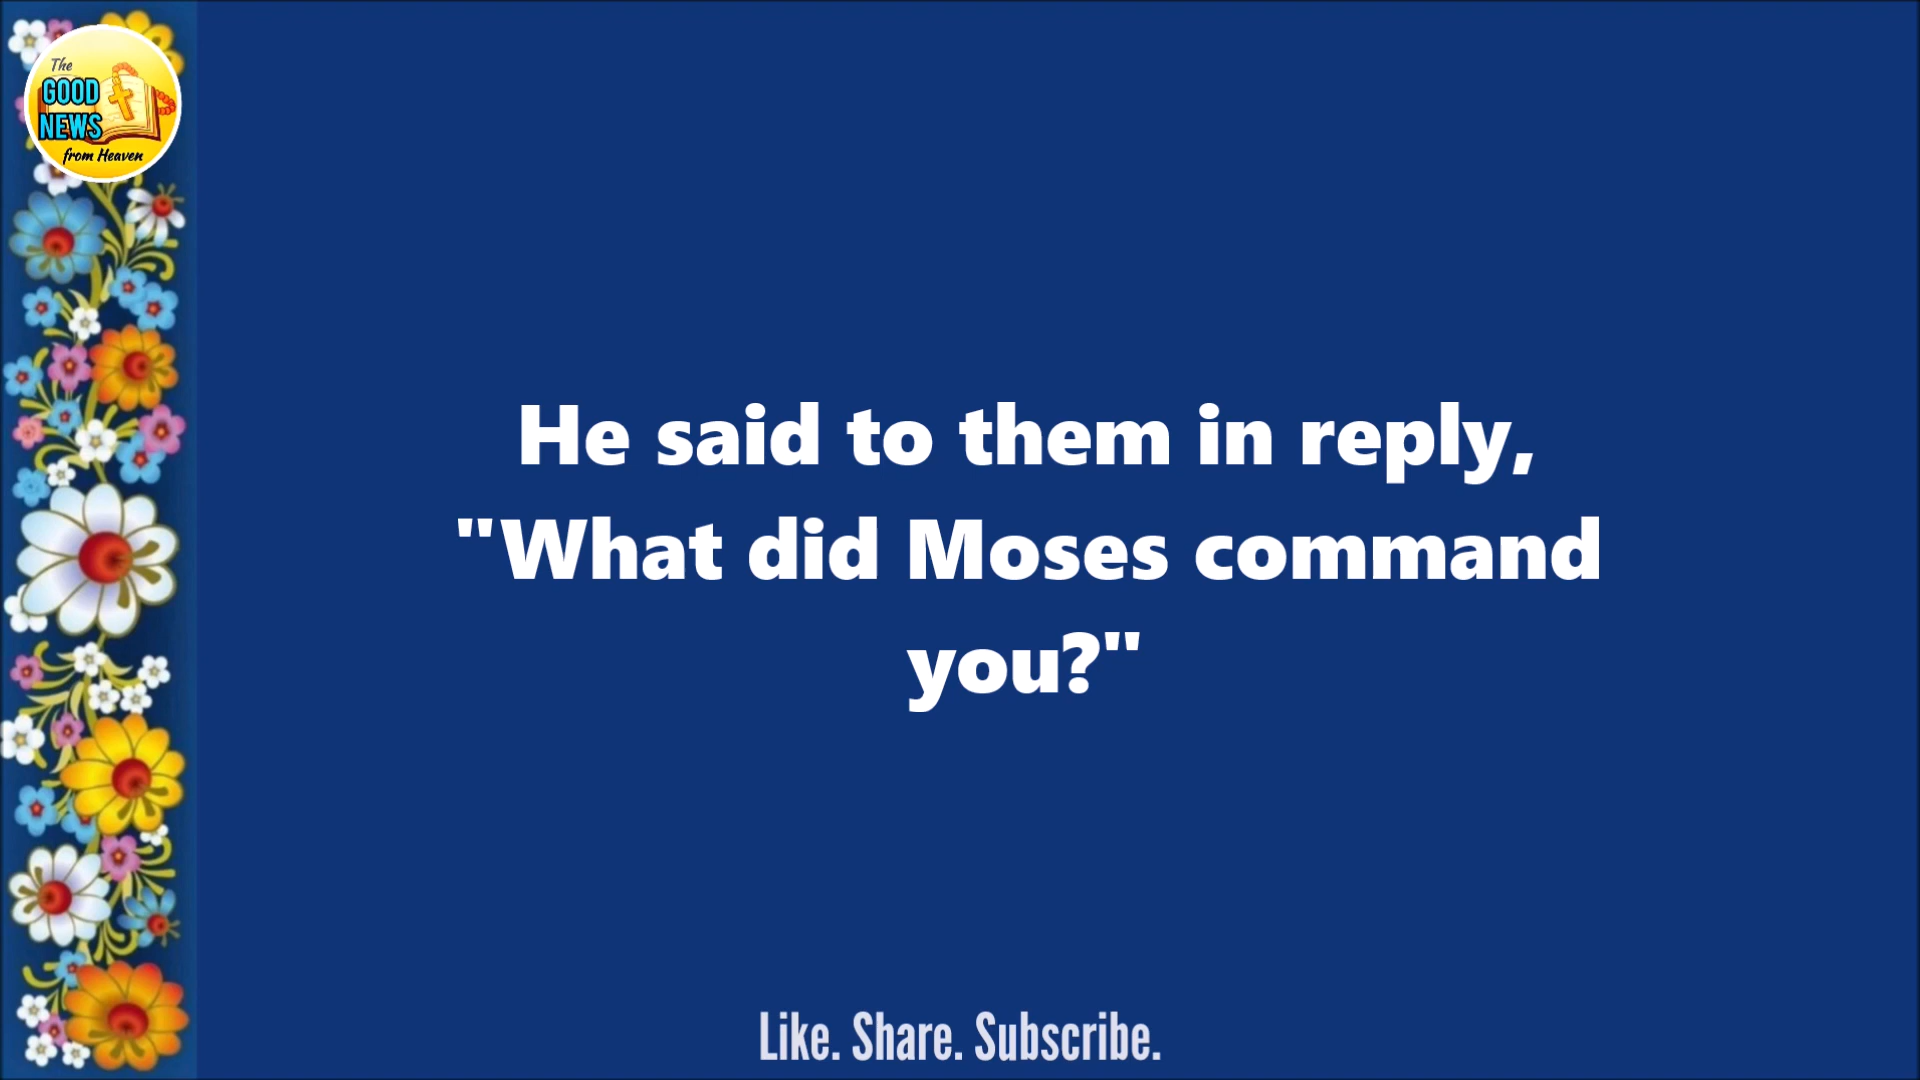 The
GOOD
NEWS
from Heaven
He said to them in reply,
"What did Moses command
you?"
Like. Share. Subscribe.